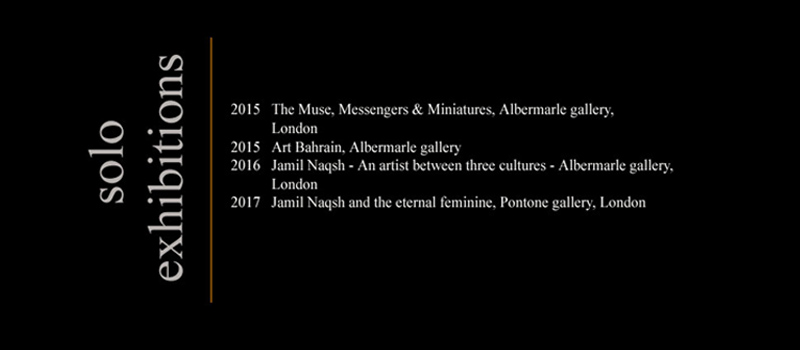 solo
exhibitions
2015 The Muse, Messengers & Miniatures, Albermarle gallery,
London
2015 Art Bahrain, Albermarle gallery
2016 Jamil Naqsh - An artist between three cultures - Albermarle gallery,
London
2017 Jamil Naqsh and the eternal feminine, Pontone gallery, London